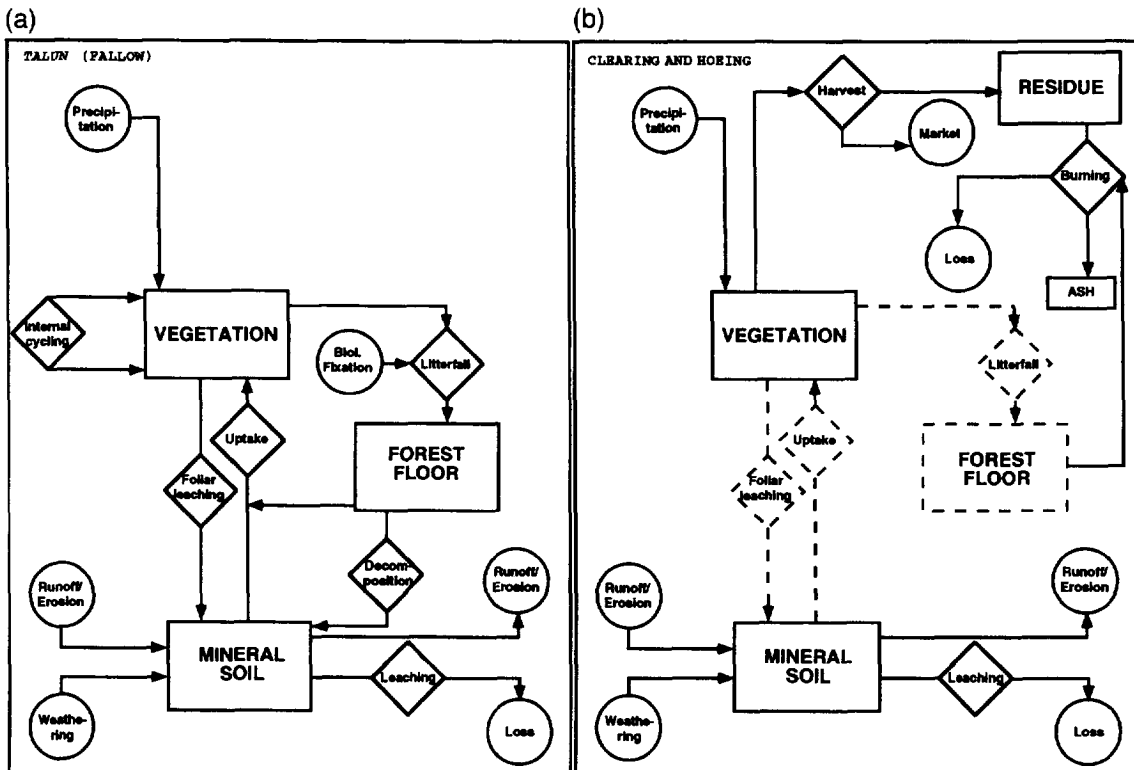 (a)
TALUN (FALLOW)
Precipi-
tation
Internal
cycling
VEGETATION
Biol.
Fixation
Litterfall
Uptake
FOREST
FLOOR
Foliar
leaching
Decom-
position
Runoff/
Erosion
Runoff/
Erosion
MINERAL
SOIL
Leaching
Weathe-
ring
Loss
(b)
CLEARING AND HOEING
Precipi-
tation
Harvest
RESIDUE
Market
Burning
Loss
ASH
VEGETATION
Litterfall
Uptake
FOREST
FLOOR
Foliar
leaching
Runoff/
Erosion
Runoff/
Erosion
MINERAL
SOIL
Leaching
Weathe-
ring
Loss